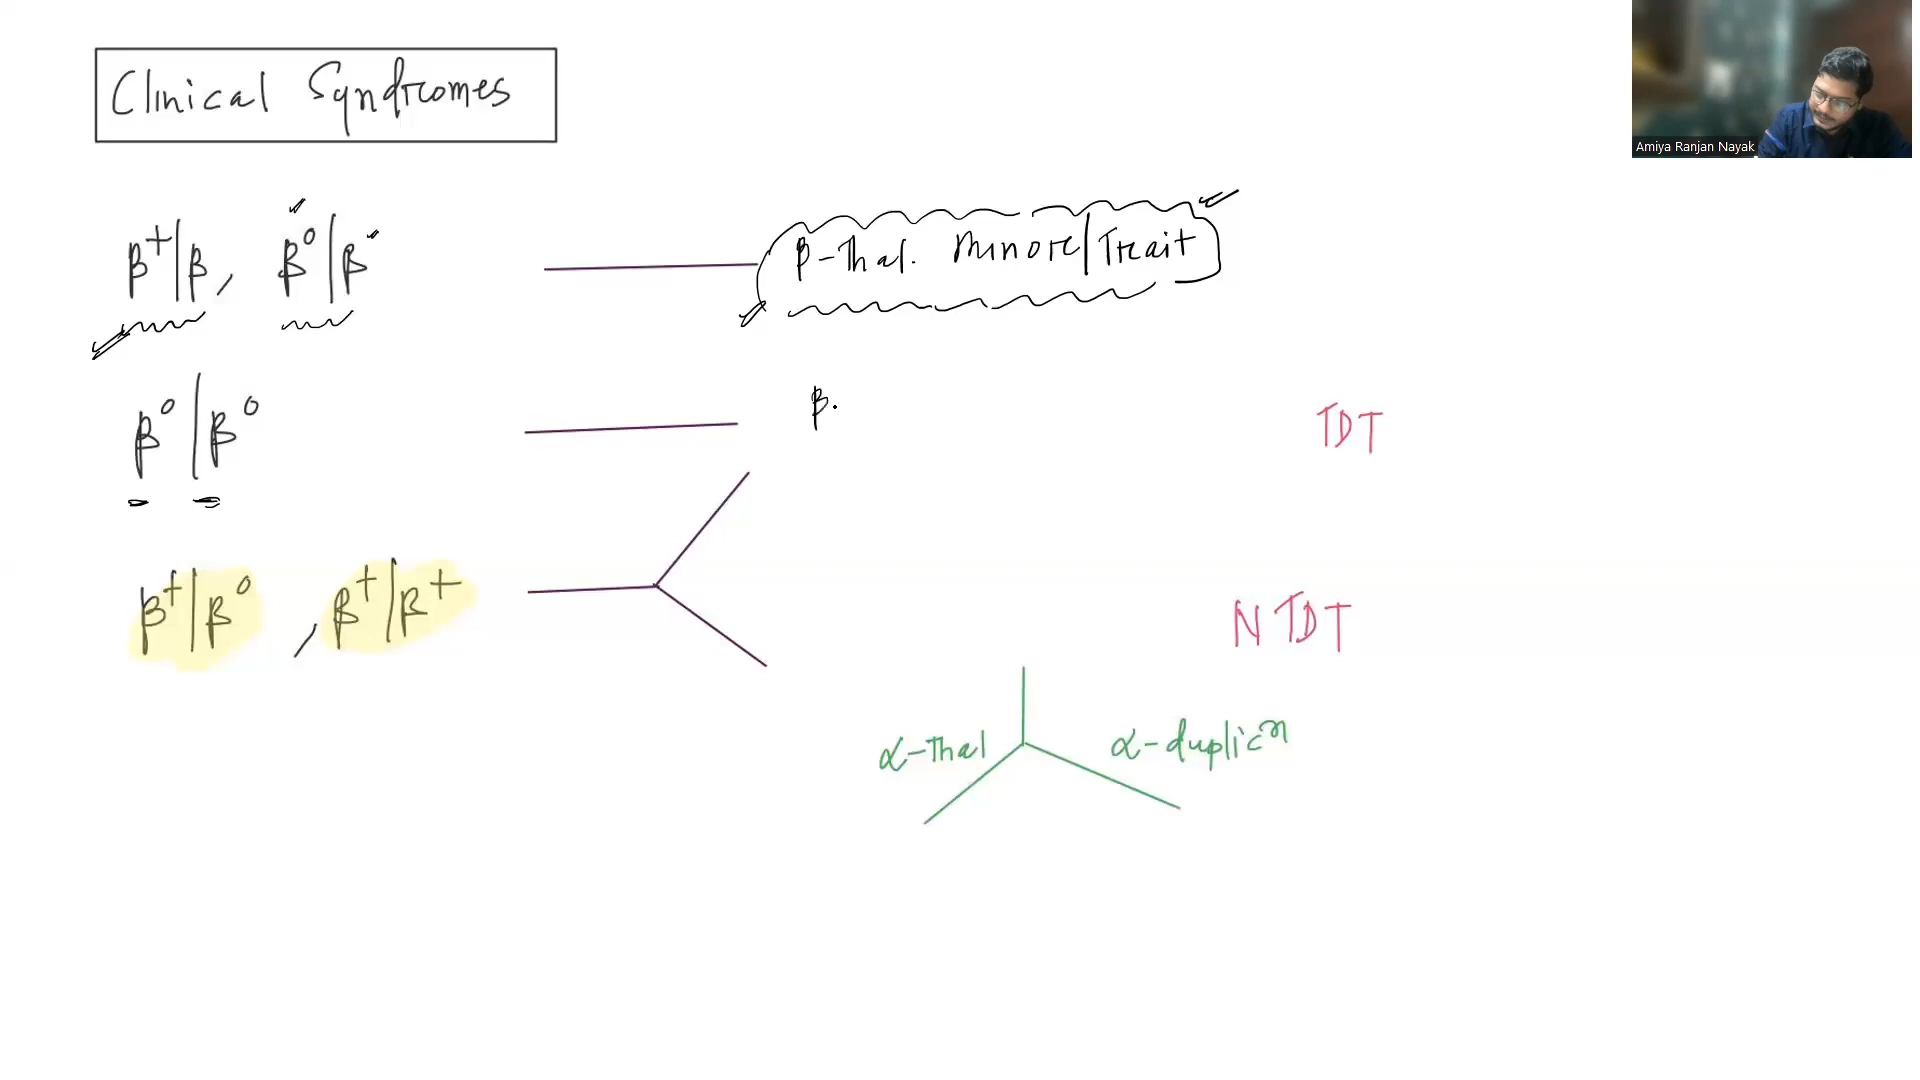 Clinical Syndromes
Amiya Ranjan Nayak
β+|β, β0|β
β-Thal. Minor|Trait
β0|β0
β.
TDT
β+|β0, β+|β+
NTDT
α-Thal
α-duplicn